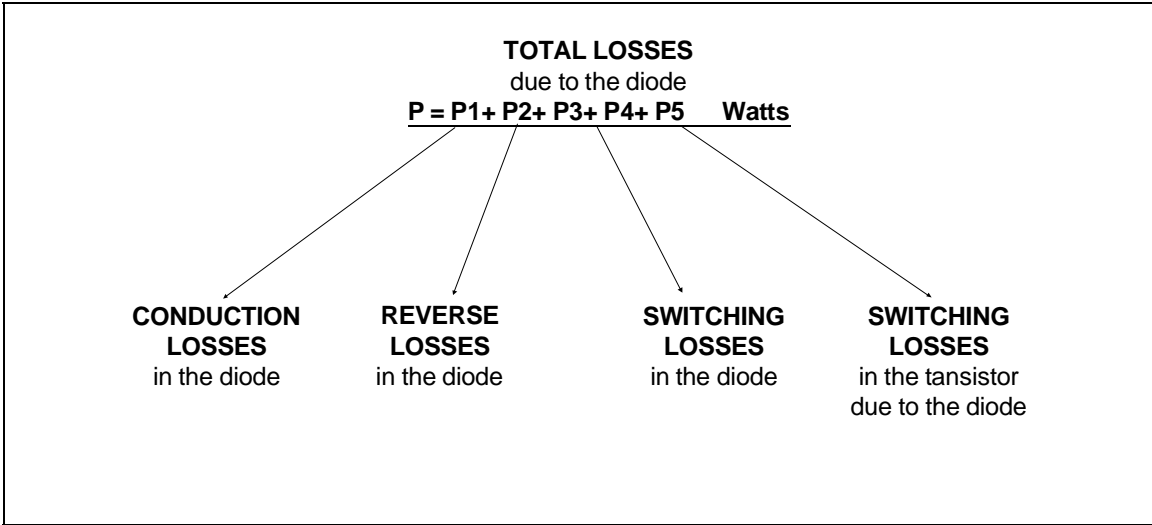 TOTAL LOSSES
due to the diode
P = P1+ P2+ P3+ P4+ P5 Watts
CONDUCTION
LOSSES
in the diode
REVERSE
LOSSES
in the diode
SWITCHING
LOSSES
in the diode
SWITCHING
LOSSES
in the tansistor
due to the diode